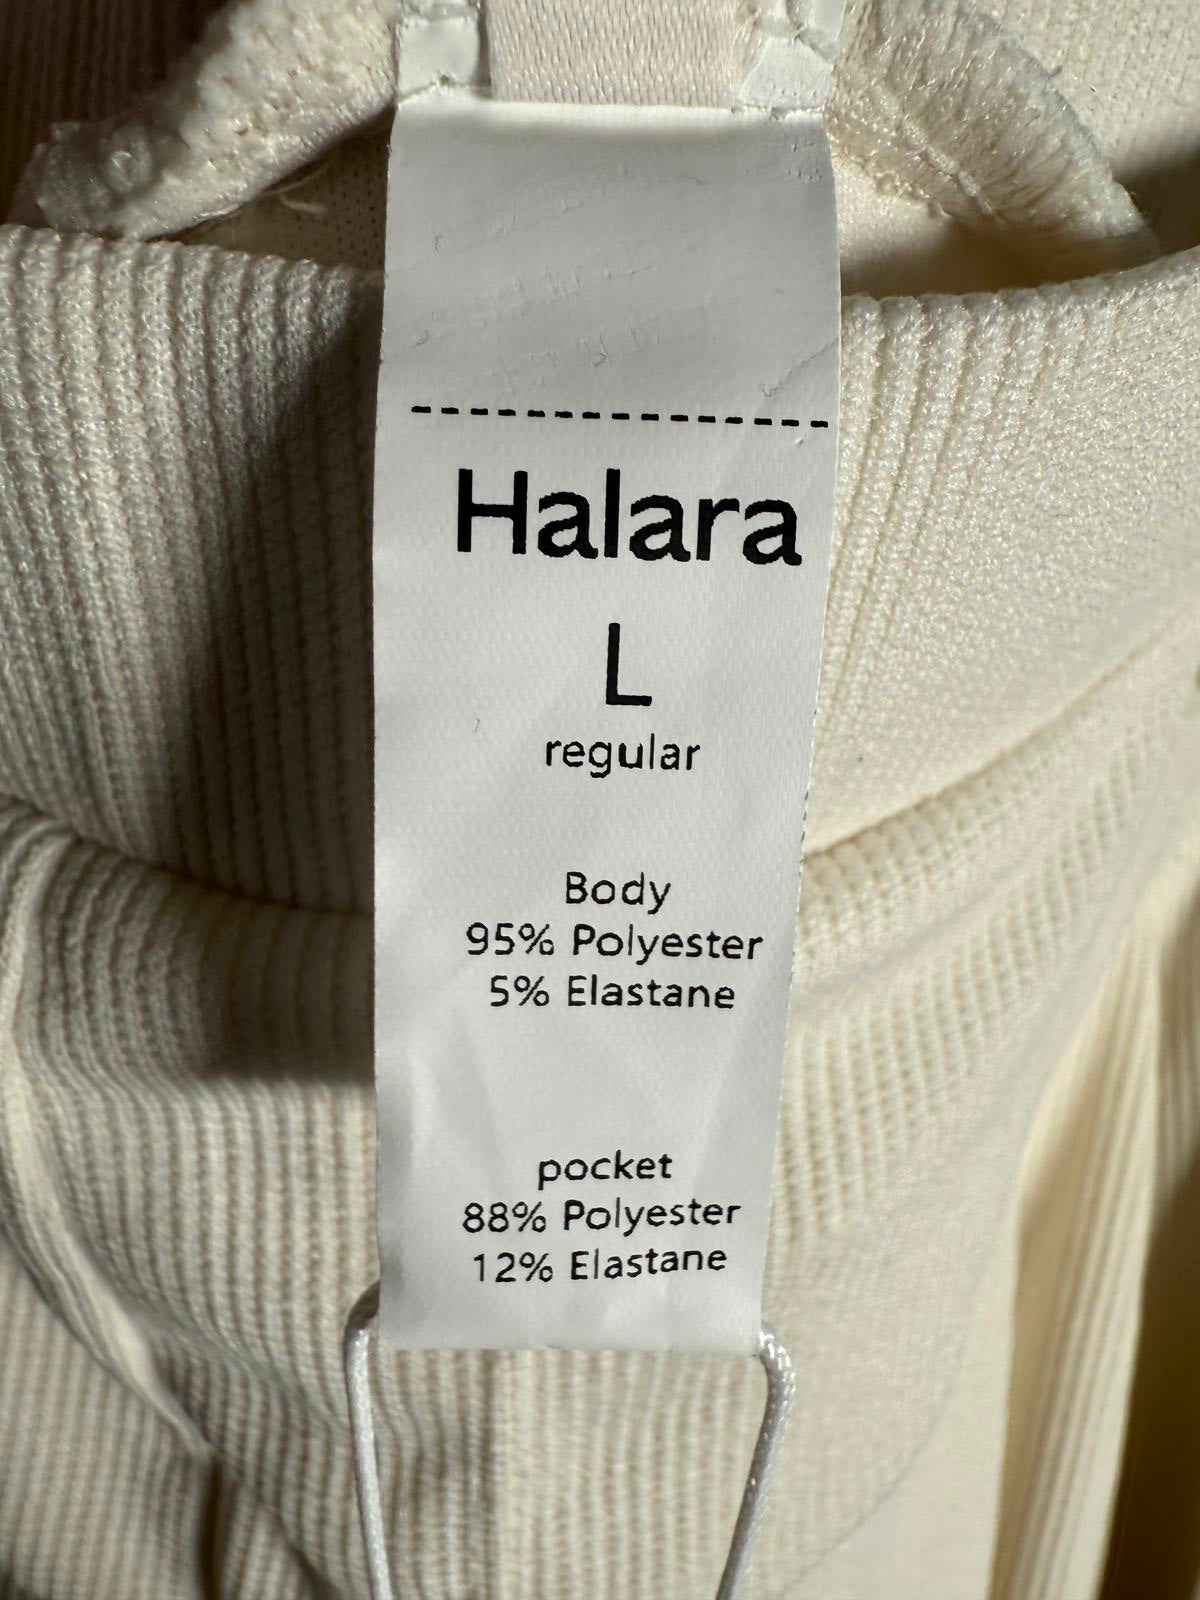 Halara
L
regular
Body
95% Polyester
5% Elastane
pocket
88% Polyester
12% Elastane